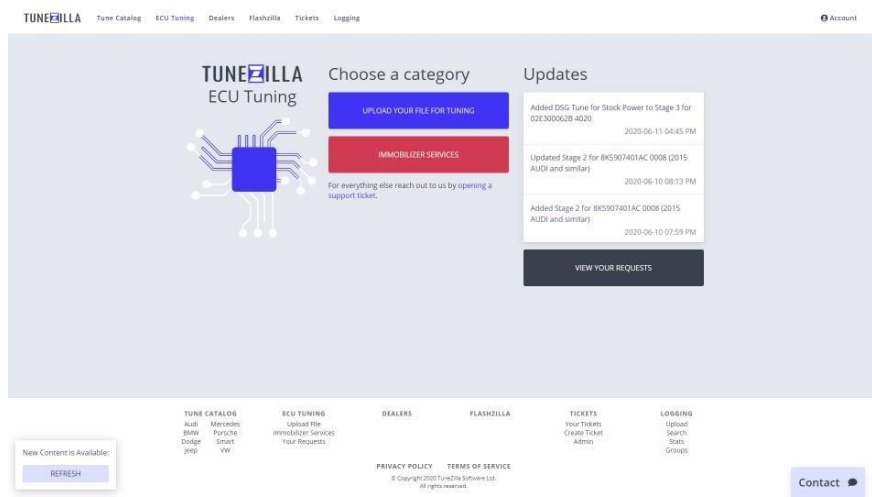 TUNEZILLA Tune Catalog ECU Tuning Dealers Flashzilla Tickets Logging Account
TUNEZILLA
ECU Tuning
Choose a category
UPLOAD YOUR FILE FOR TUNING
IMMOBILIZER SERVICES
For everything else reach out to us by opening a
support ticket.
Updates
Added DSG Tune for Stock Power to Stage 3 for
02E300062B 4020
2020-06-11 04:45 PM
Updated Stage 2 for 8K5907401AC 0008 (2015
AUDI and similar)
2020-06-10 08:13 PM
Added Stage 2 for 8K5907401AC 0008 (2015
AUDI and similar)
2020-06-10 07:59 PM
VIEW YOUR REQUESTS
TUNE CATALOG
Audi Mercedes
BMW Porsche
Dodge Smart
Jeep VW
ECU TUNING
Upload File
Immobilizer Services
Your Requests
DEALERS
FLASHZILLA
TICKETS
Your Tickets
Create Ticket
Admin
LOGGING
Upload
Search
Stats
Groups
PRIVACY POLICY TERMS OF SERVICE
© Copyright 2020 TuneZilla Software Ltd.
All rights reserved.
New Content is Available:
REFRESH
Contact